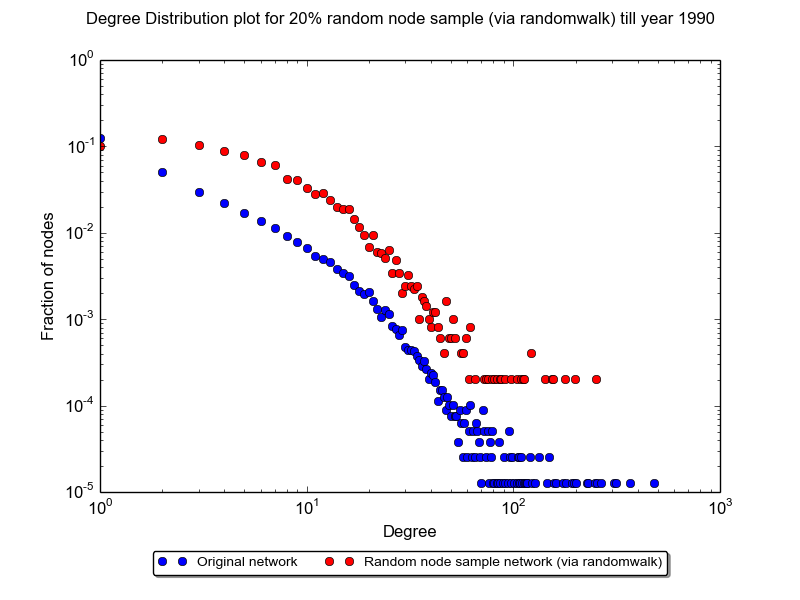 Degree Distribution plot for 20% random node sample (via randomwalk) till year 1990
10^0
10^-1
10^-2
10^-3
10^-4
10^-5
Fraction of nodes
10^0 10^1 10^2 10^3
Degree
Original network Random node sample network (via randomwalk)